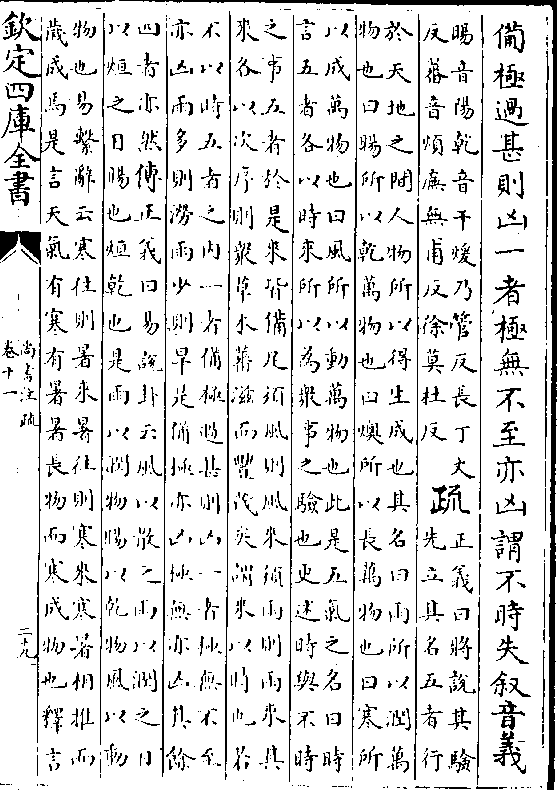 備極過甚則凶一者極無不至亦凶謂不時失叙音義
暘音陽乾音干煖乃管反長丁丈
反蕃音煩廡無甫反徐莫杜反
疏
正義曰將説其驗
先立其名五者行
於天地之間人物所以得生成也其名曰雨所以潤萬
物也曰暘所以乾萬物也曰燠所以長萬物也曰寒所
以成萬物也曰風所以動萬物也此是五氣之名曰時
言五者各以時來所以為衆事之驗也更述時與不時
之事五者於是來皆備足須風則風來須雨則雨來其
來各以次序則衆草木蕃滋而豐茂矣謂來以時也若
不以時五者之内一者備極過甚則凶一者極無不至
亦凶雨多則澇雨少則旱是備極亦凶極無亦凶其餘
四者亦然傳正義曰易説卦云風以散之雨以潤之日
以烜之日暘也烜乾也是雨以潤物暘以乾物風以動
物也易繫辭云寒往則暑來暑往則寒來寒暑相推而
歲成焉是言天氣有寒有暑暑長物而寒成物也釋言
欽定四庫全書
尚書注疏
卷十一
二十九